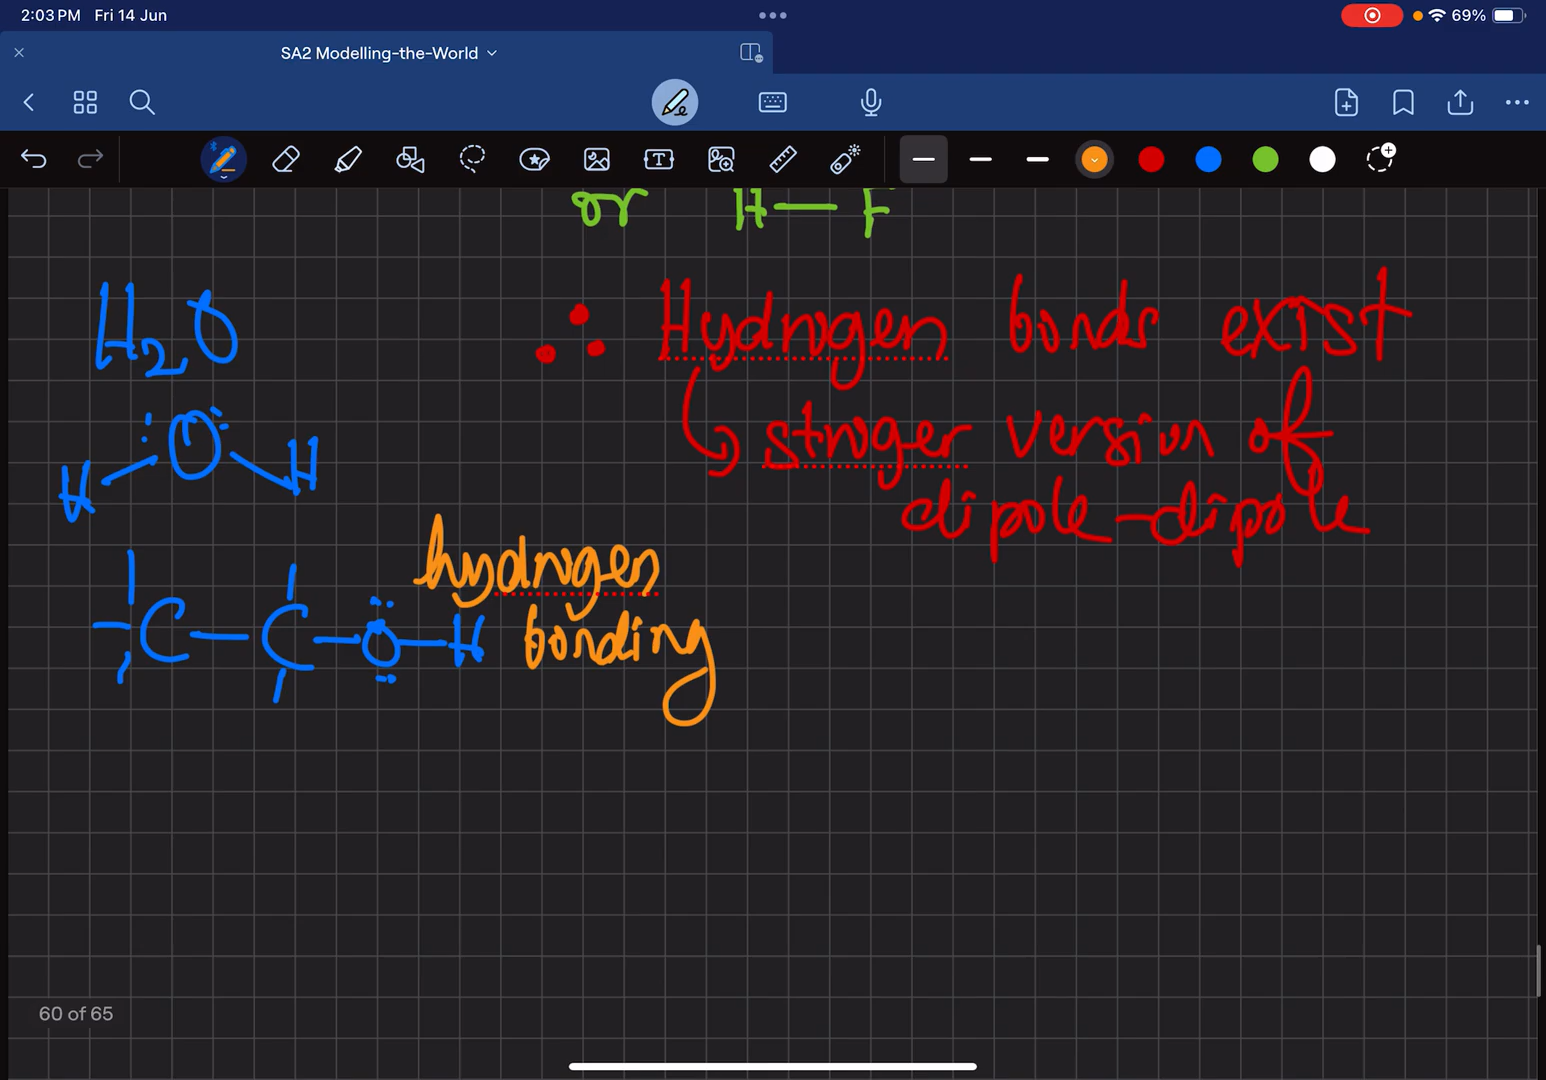 2:03 PM Fri 14 Jun
69%
SA2 Modelling-the-World
or H — F
H₂O
∴ Hydrogen bonds exist
↳ stroger version of
dipole-dipole
H O H
hydrogen
bonding
C — C — O — H
60 of 65